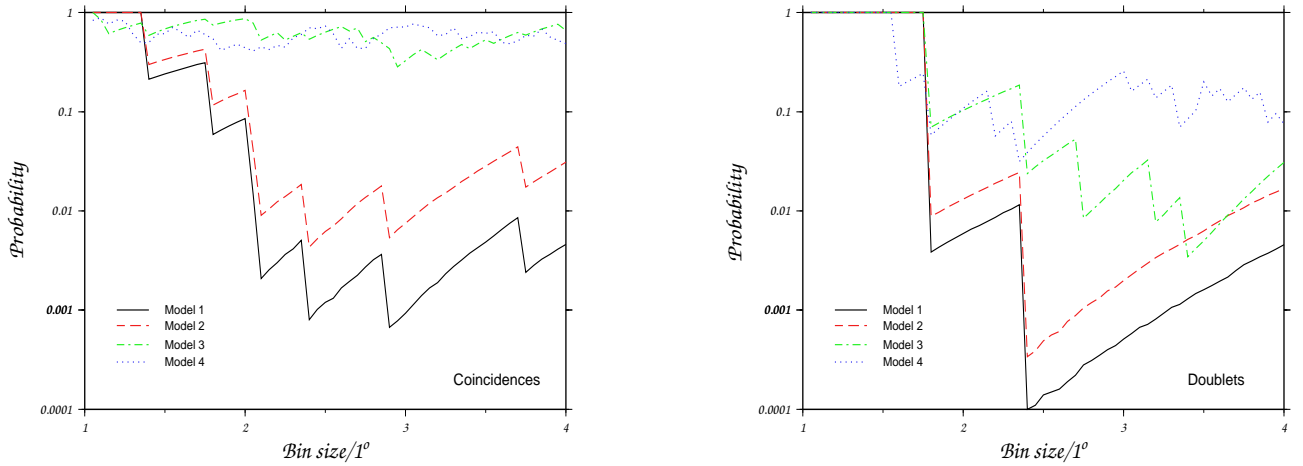 1
0.1
0.01
0.001
0.0001
Probability
Model 1
Model 2
Model 3
Model 4
Coincidences
1
2
3
4
Bin size/1°
1
0.1
0.01
0.001
0.0001
Probability
Model 1
Model 2
Model 3
Model 4
Doublets
1
2
3
4
Bin size/1°